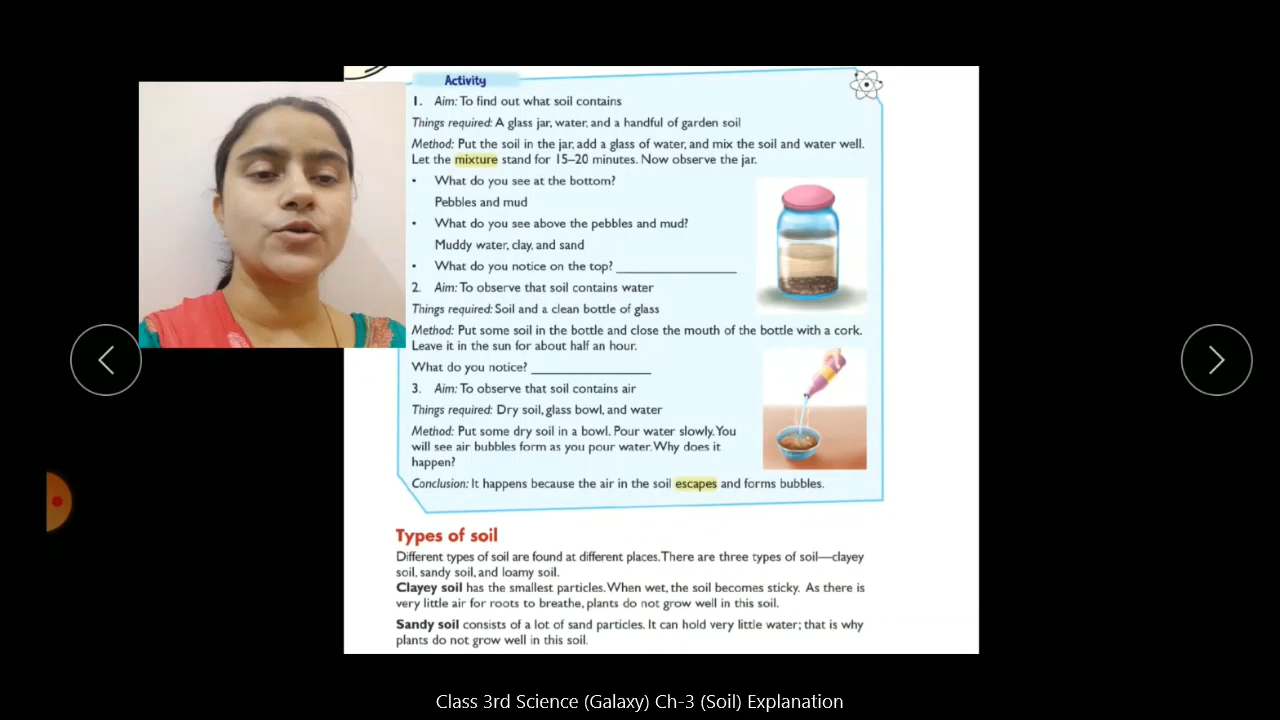 Activity
1. Aim: To find out what soil contains
Things required: A glass jar, water, and a handful of garden soil
Method: Put the soil in the jar, add a glass of water, and mix the soil and water well.
Let the mixture stand for 15–20 minutes. Now observe the jar.
• What do you see at the bottom?
Pebbles and mud
• What do you see above the pebbles and mud?
Muddy water, clay, and sand
• What do you notice on the top? ____________________
2. Aim: To observe that soil contains water
Things required: Soil and a clean bottle of glass
Method: Put some soil in the bottle and close the mouth of the bottle with a cork.
Leave it in the sun for about half an hour.
What do you notice? ____________________
3. Aim: To observe that soil contains air
Things required: Dry soil, glass bowl, and water
Method: Put some dry soil in a bowl. Pour water slowly. You
will see air bubbles form as you pour water. Why does it
happen?
Conclusion: It happens because the air in the soil escapes and forms bubbles.
Types of soil
Different types of soil are found at different places. There are three types of soil—clayey
soil, sandy soil, and loamy soil.
Clayey soil has the smallest particles. When wet, the soil becomes sticky. As there is
very little air for roots to breathe, plants do not grow well in this soil.
Sandy soil consists of a lot of sand particles. It can hold very little water; that is why
plants do not grow well in this soil.
Class 3rd Science (Galaxy) Ch-3 (Soil) Explanation